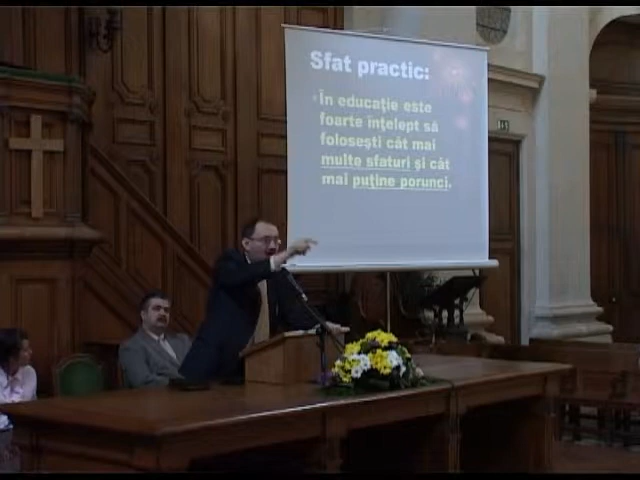 Sfat practic:
În educaţie este
foarte înţelept să
foloseşti cât mai
multe sfaturi şi cât
mai puţine porunci.